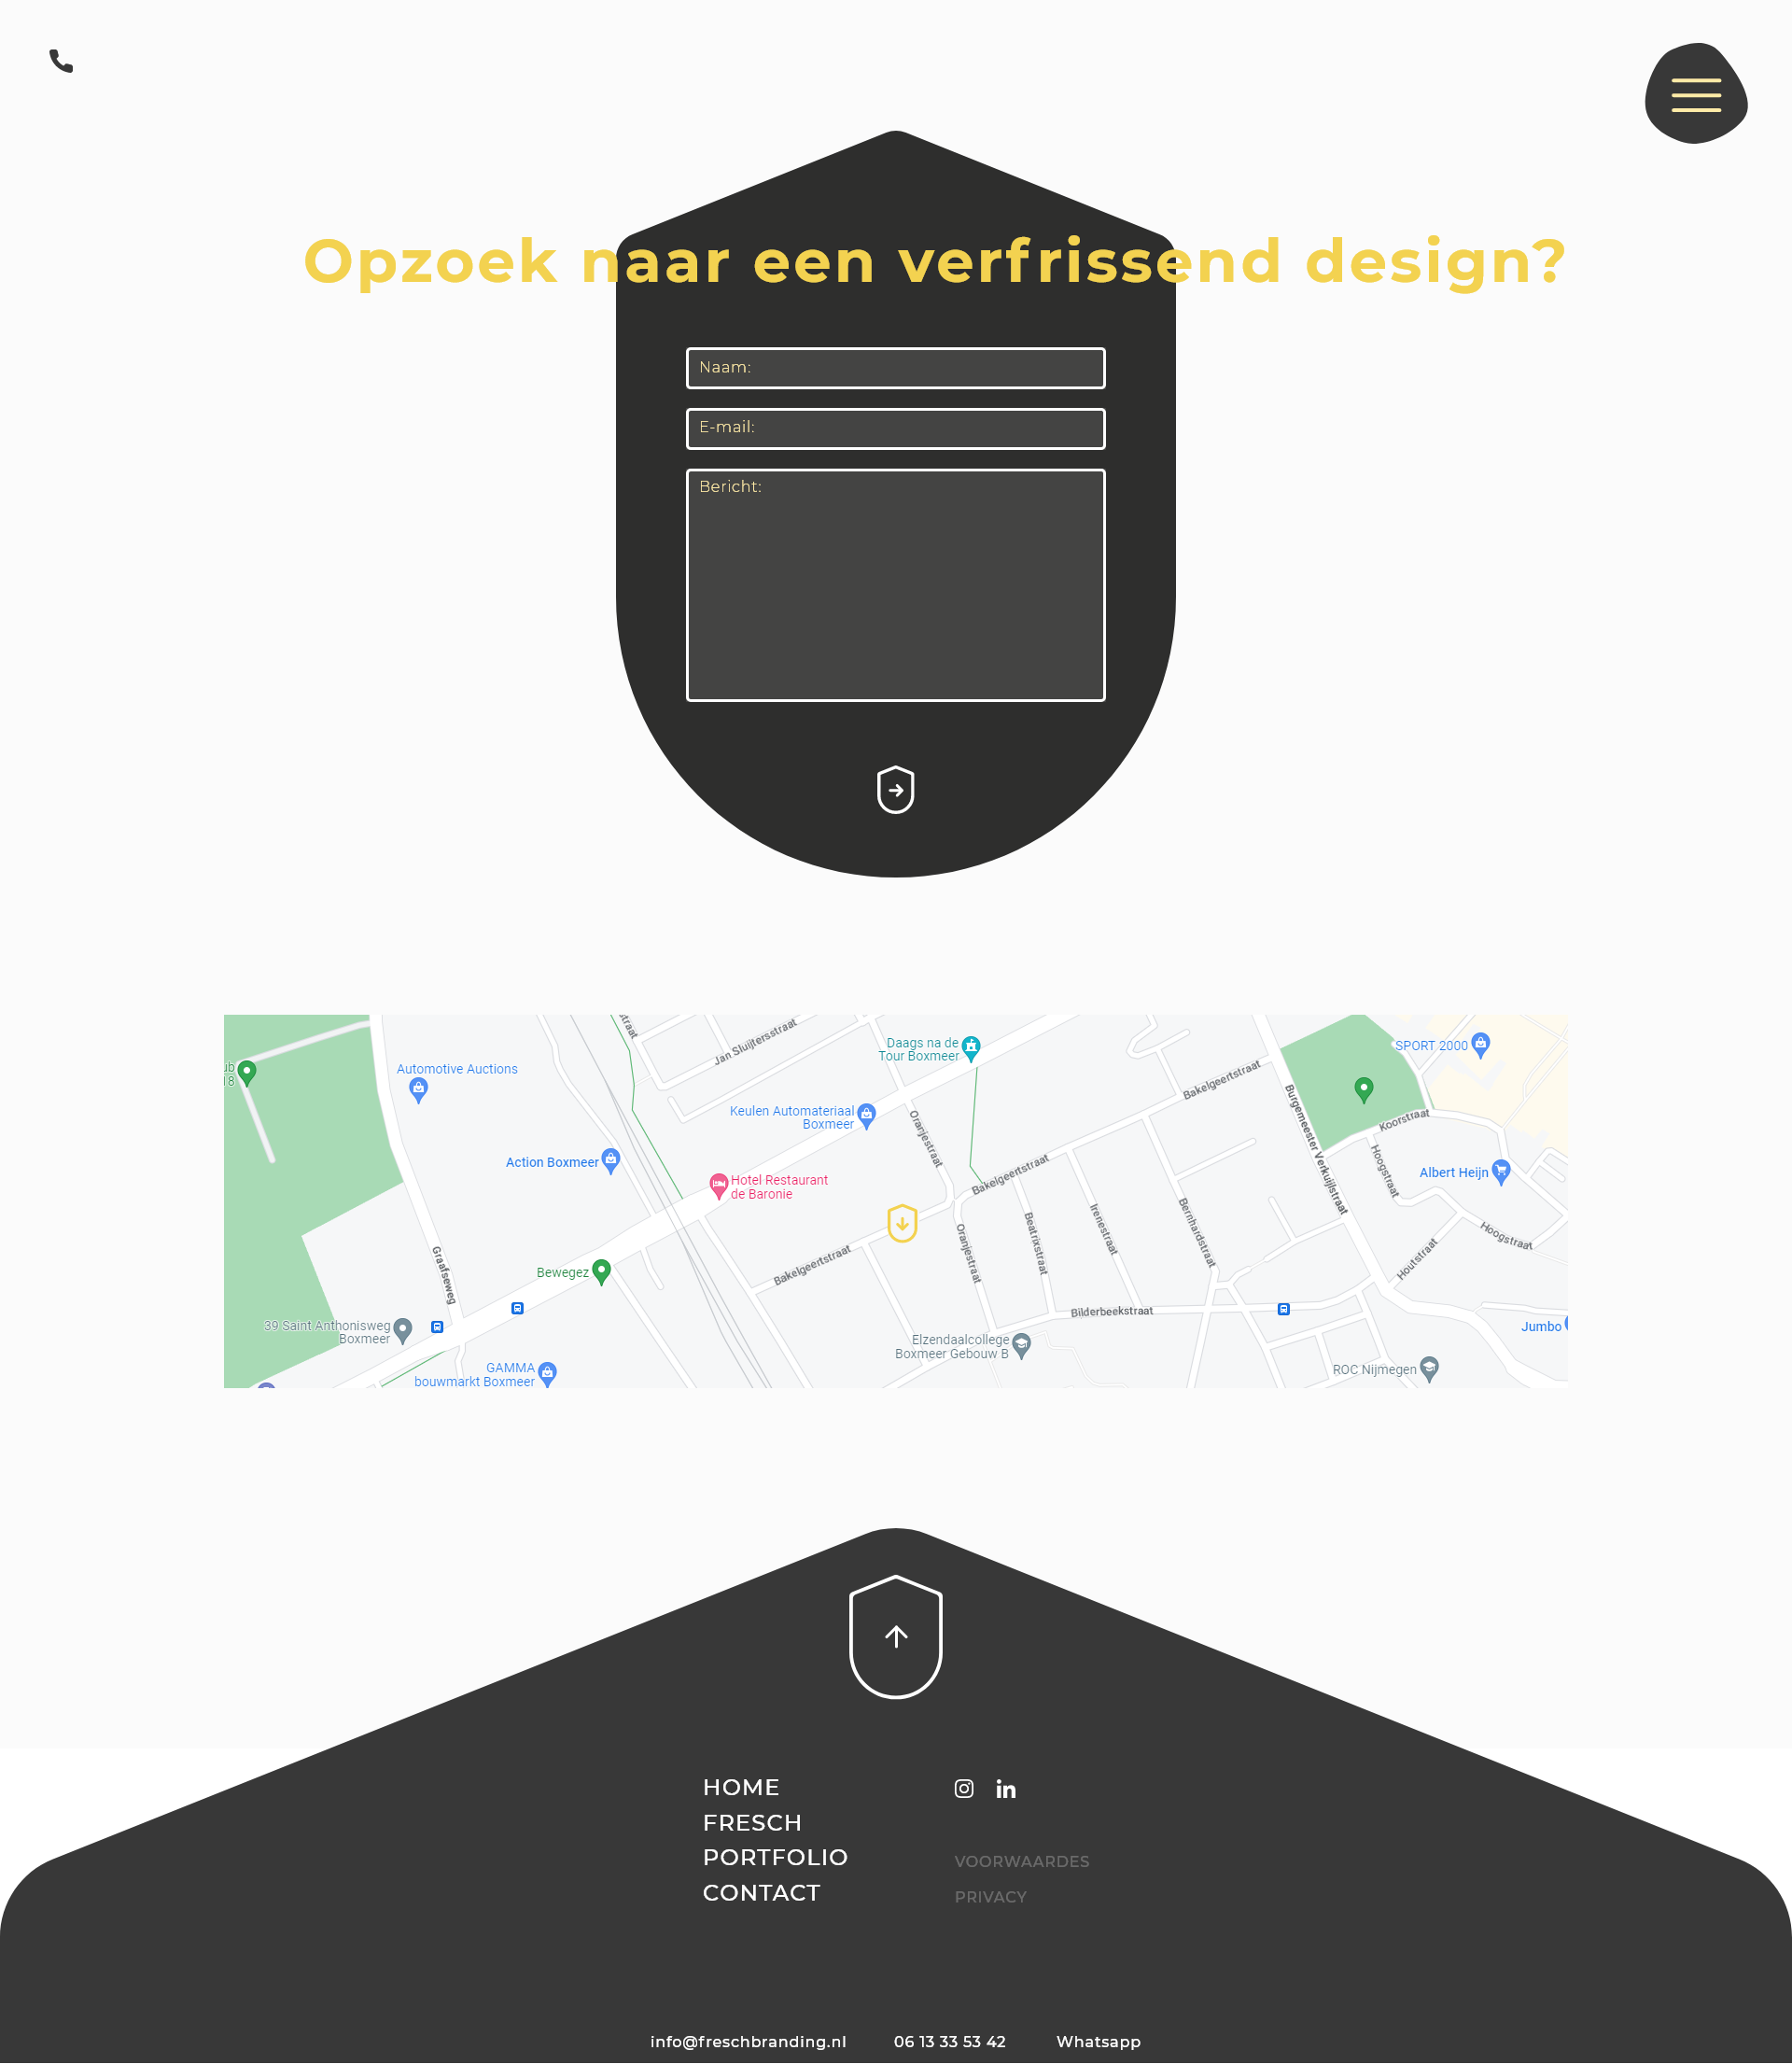 Opzoek naar een verfrissend design?
Naam:
E-mail:
Bericht:
straat
Jan Sluijtersstraat
Daags na de
Tour Boxmeer
SPORT 2000
ub
18
Automotive Auctions
Bakelgeertstraat
Keulen Automateriaal
Boxmeer
Oranjestraat
Burgemeester Verkuijlstraat
Koorstraat
Action Boxmeer
Hotel Restaurant
de Baronie
Bakelgeertstraat
Hoogstraat
Albert Heijn
Graafseweg
Bakelgeertstraat
Oranjestraat
Beatrixstraat
Irenestraat
Bernhardstraat
Houtstraat
Hoogstraat
Bewegez
39 Saint Anthonisweg
Boxmeer
Bilderbeekstraat
Jumbo
Elzendaalcollege
Boxmeer Gebouw B
GAMMA
bouwmarkt Boxmeer
ROC Nijmegen
HOME
FRESCH
PORTFOLIO
CONTACT
VOORWAARDES
PRIVACY
info@freschbranding.nl
06 13 33 53 42
Whatsapp